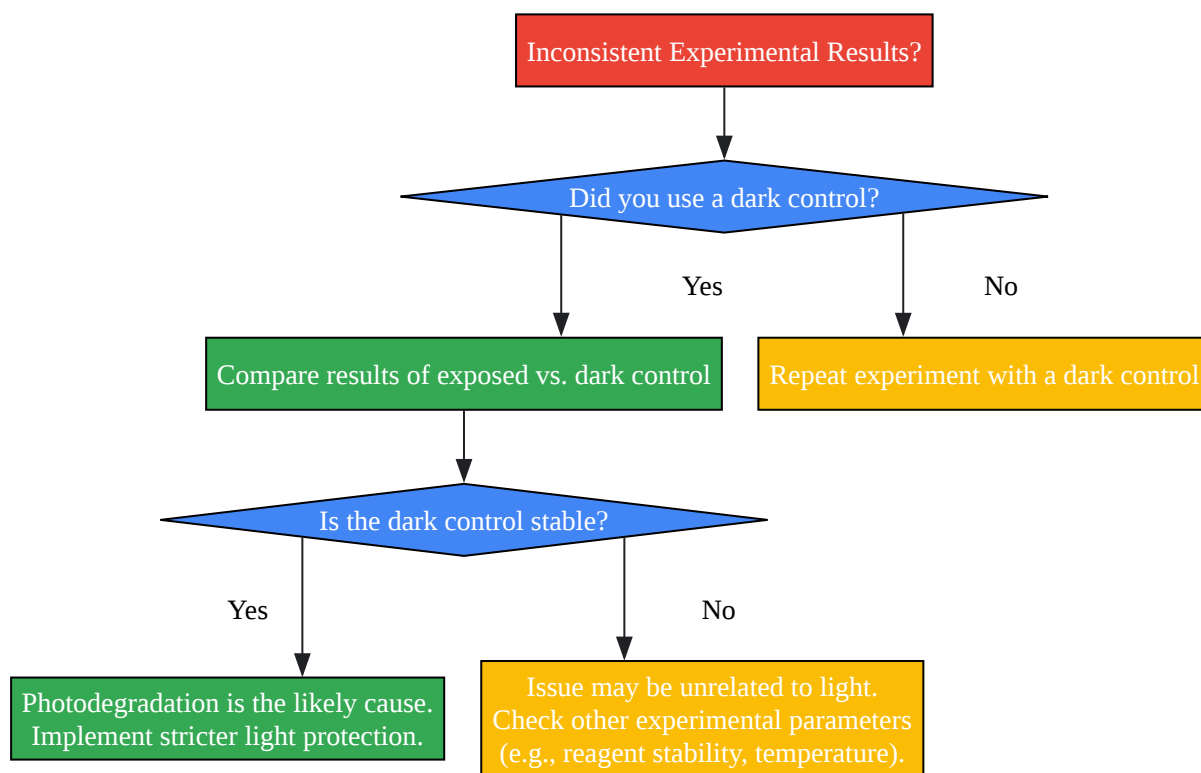 Inconsistent Experimental Results?
Did you use a dark control?
Yes
No
Compare results of exposed vs. dark control
Repeat experiment with a dark control
Is the dark control stable?
Yes
No
Photodegradation is the likely cause.
Implement stricter light protection.
Issue may be unrelated to light.
Check other experimental parameters
(e.g., reagent stability, temperature).